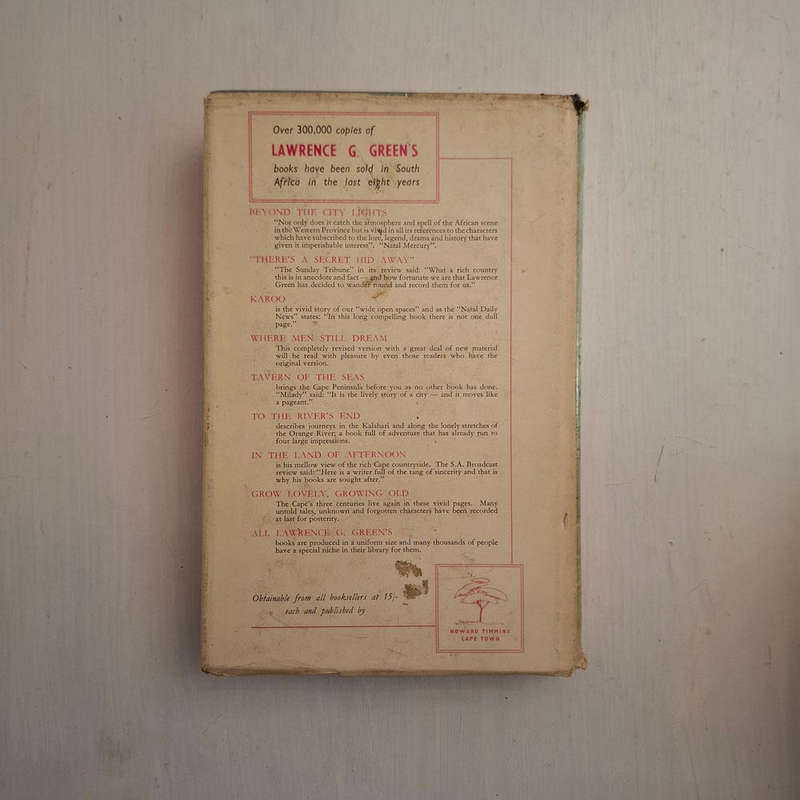 Over 300,000 copies of
LAWRENCE G. GREEN'S
books have been sold in South
Africa in the last eight years
BEYOND THE CITY LIGHTS
"Not only does it catch the atmosphere and spell of the African scene
in the Western Province but is vivid in all its references to the characters
which have subscribed to the lore, legend, drama and history that have
given it imperishable interest". "Natal Mercury".
"THERE'S A SECRET HID AWAY"
"The Sunday Tribune" in its review said: "What a rich country
this is in anecdote and fact — and how fortunate we are that Lawrence
Green has decided to wander round and record them for us."
KAROO
is the vivid story of our "wide open spaces" and as the "Natal Daily
News" states: "In this long compelling book there is not one dull
page."
WHERE MEN STILL DREAM
This completely revised version with a great deal of new material
will be read with pleasure by even those readers who have the
original version.
TAVERN OF THE SEAS
brings the Cape Peninsula before you as no other book has done.
"Milady" said: "It is the lively story of a city — and it moves like
a pageant."
TO THE RIVER'S END
describes journeys in the Kalahari and along the lonely stretches of
the Orange River; a book full of adventure that has already run to
four large impressions.
IN THE LAND OF AFTERNOON
is his mellow view of the rich Cape countryside. The S.A. Broadcast
review said: "Here is a writer full of the tang of sincerity and that is
why his books are sought after."
GROW LOVELY, GROWING OLD
The Cape's three centuries live again in these vivid pages. Many
untold tales, unknown and forgotten characters have been recorded
at last for posterity.
ALL LAWRENCE G. GREEN'S
books are produced in a uniform size and many thousands of people
have a special niche in their library for them.
Obtainable from all booksellers at 15/-
each and published by
HOWARD TIMMINS
CAPE TOWN